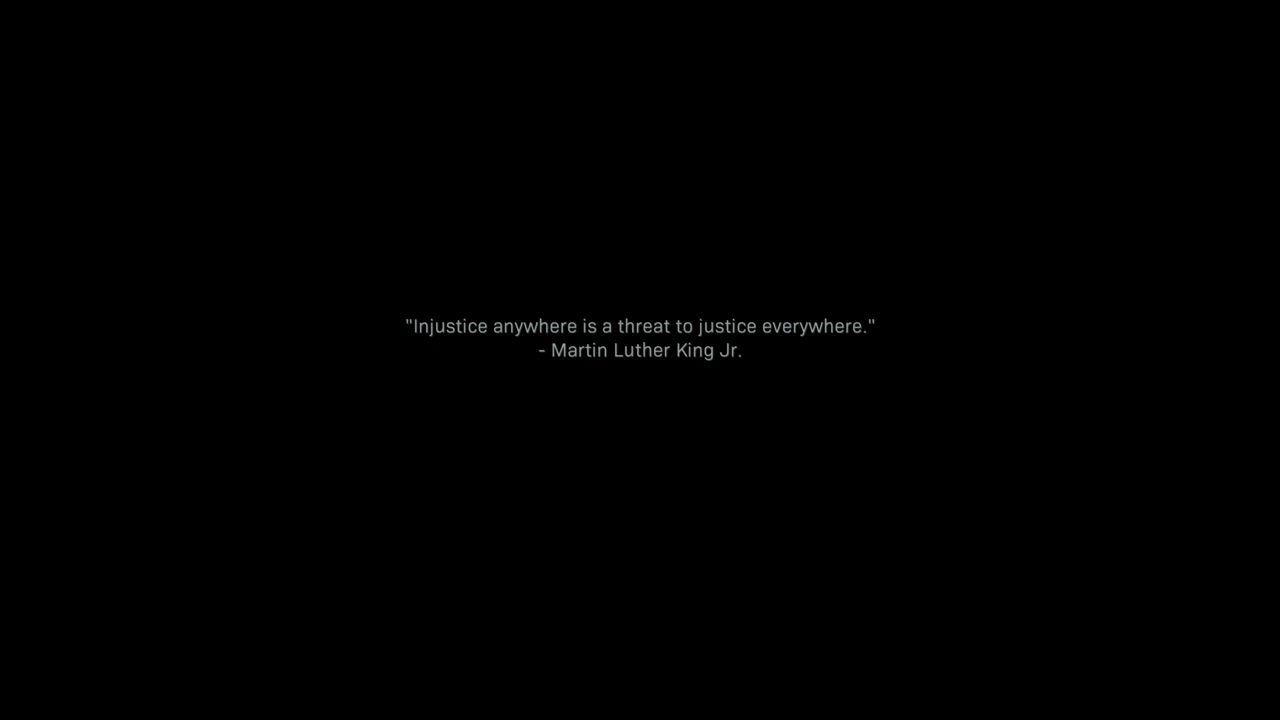 "Injustice anywhere is a threat to justice everywhere."
- Martin Luther King Jr.